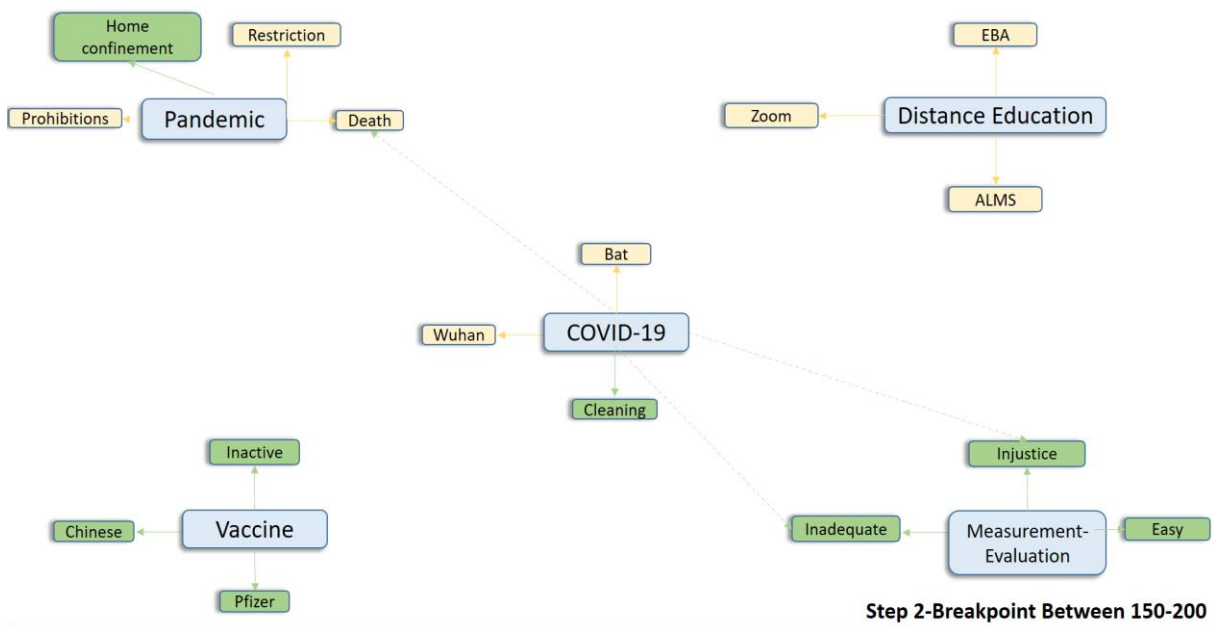 Home
confinement
Restriction
EBA
Prohibitions
Pandemic
Death
Zoom
Distance Education
ALMS
Bat
Wuhan
COVID-19
Cleaning
Inactive
Injustice
Chinese
Vaccine
Inadequate
Measurement-
Evaluation
Easy
Pfizer
Step 2-Breakpoint Between 150-200